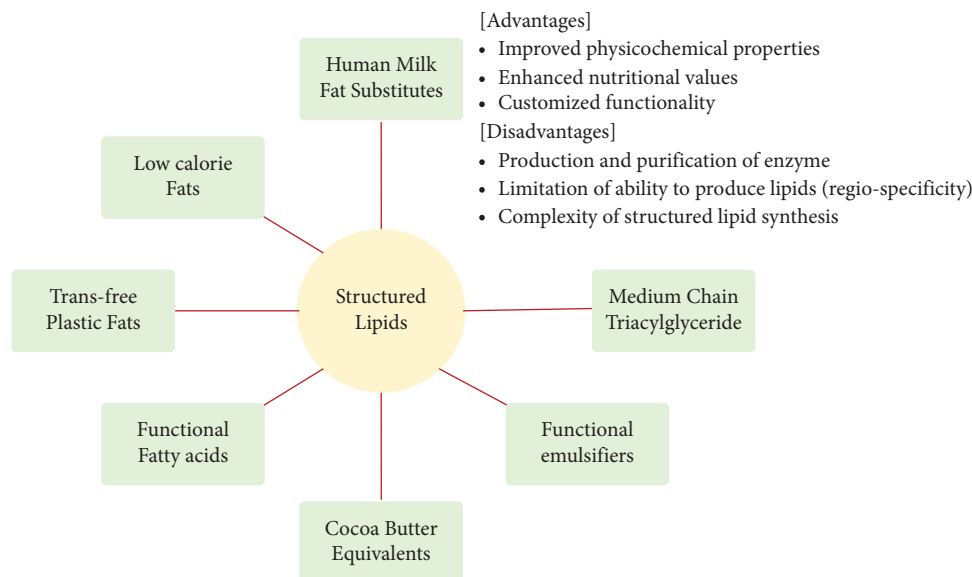 Human Milk
Fat Substitutes
[Advantages]
• Improved physicochemical properties
• Enhanced nutritional values
• Customized functionality
[Disadvantages]
• Production and purification of enzyme
• Limitation of ability to produce lipids (regio-specificity)
• Complexity of structured lipid synthesis
Low calorie
Fats
Trans-free
Plastic Fats
Structured
Lipids
Medium Chain
Triacylglyceride
Functional
Fatty acids
Functional
emulsifiers
Cocoa Butter
Equivalents